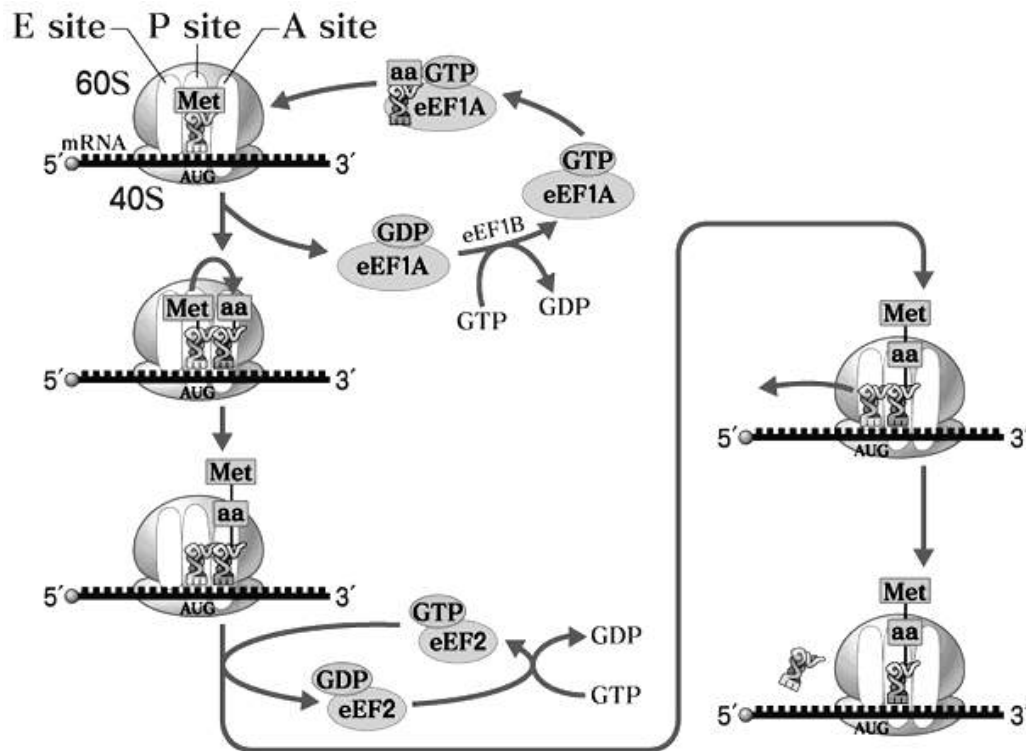 E site P site A site
60S
Met
mRNA
5′ 3′
AUG
40S
aa GTP
eEF1A
GTP
eEF1A
GDP
eEF1A
eEF1B
GTP
GDP
Met aa
5′ 3′
AUG
Met
aa
5′ 3′
AUG
GTP
eEF2
GDP
eEF2
GDP
GTP
Met
aa
5′ 3′
AUG
Met
aa
5′ 3′
AUG